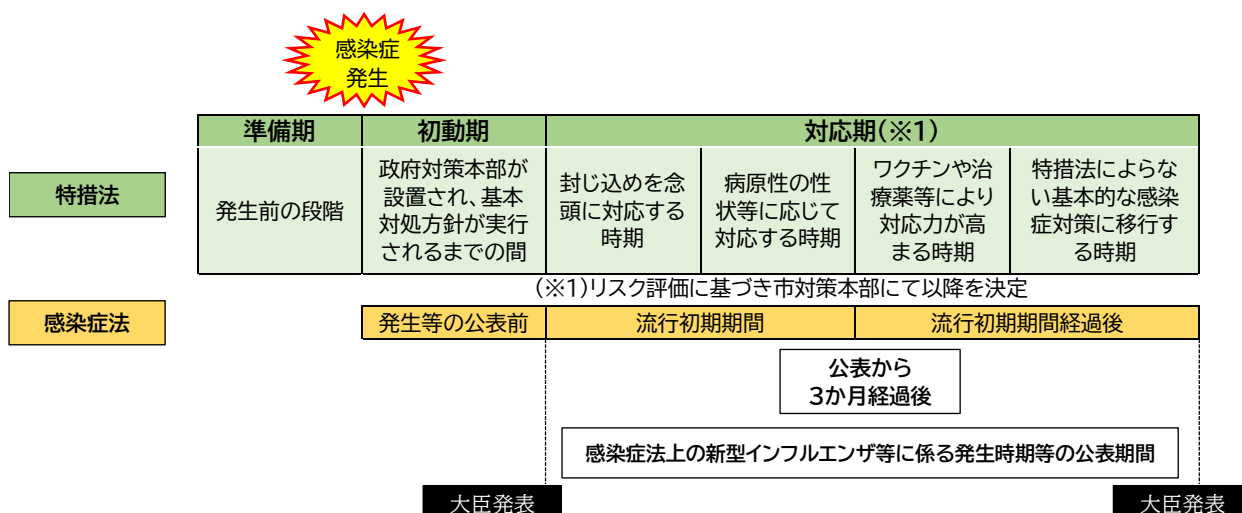 感染症
発生
準備期
初動期
対応期(※1)
特措法
発生前の段階
政府対策本部が
設置され、基本
対処方針が実行
されるまでの間
封じ込めを念
頭に対応する
時期
病原性の性
状等に応じて
対応する時期
ワクチンや治
療薬等により
対応力が高
まる時期
特措法によらな
い基本的な感染
症対策に移行す
る時期
(※1)リスク評価に基づき市対策本部にて以降を決定
感染症法
発生等の公表前
流行初期期間
流行初期期間経過後
公表から
3か月経過後
感染症法上の新型インフルエンザ等に係る発生時期等の公表期間
大臣発表
大臣発表